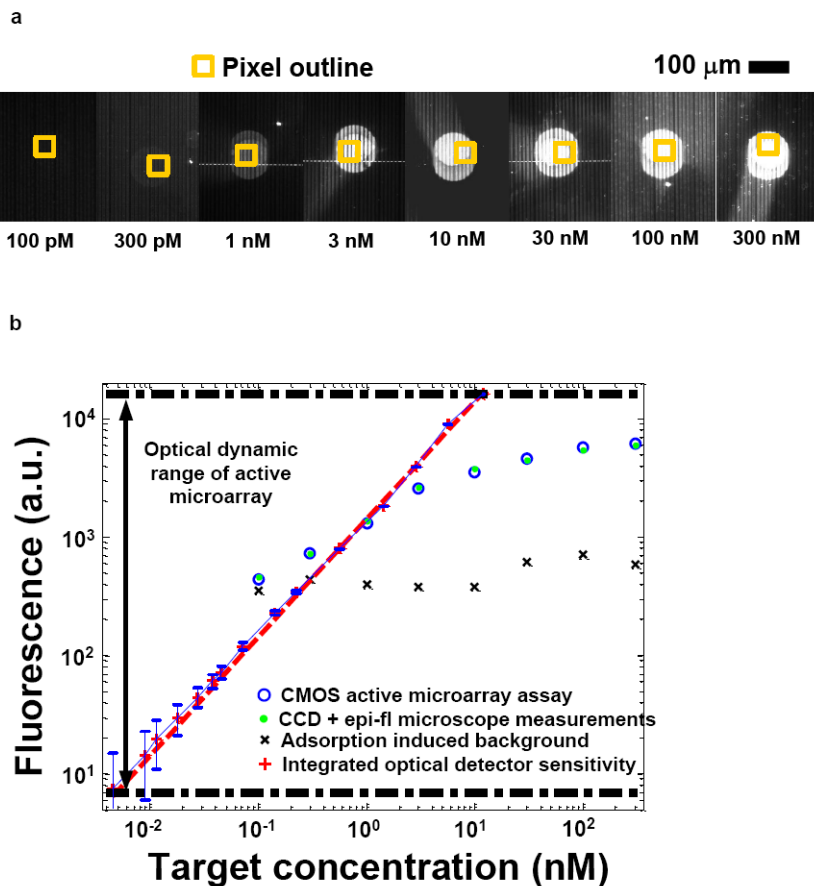 a
Pixel outline
100 μm
100 pM 300 pM 1 nM 3 nM 10 nM 30 nM 100 nM 300 nM
b
Fluorescence (a.u.)
10⁴
10³
10²
10¹
Optical dynamic
range of active
microarray
CMOS active microarray assay
CCD + epi-fl microscope measurements
Adsorption induced background
Integrated optical detector sensitivity
10⁻² 10⁻¹ 10⁰ 10¹ 10²
Target concentration (nM)